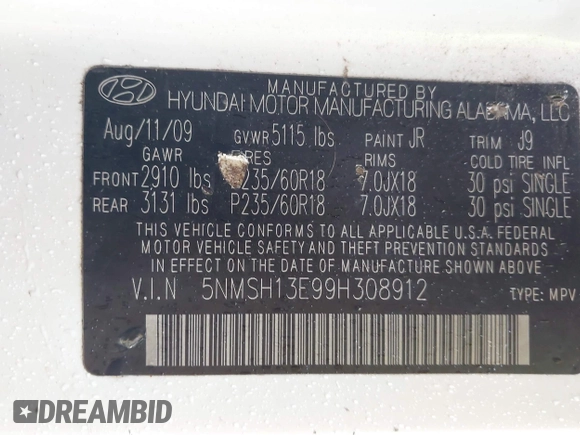 MANUFACTURED BY
HYUNDAI MOTOR MANUFACTURING ALABAMA, LLC
Aug/11/09 GVWR 5115 lbs PAINT JR TRIM J9
GAWR TIRES RIMS COLD TIRE INFL
FRONT 2910 lbs P235/60R18 7.0JX18 30 psi SINGLE
REAR 3131 lbs P235/60R18 7.0JX18 30 psi SINGLE
THIS VEHICLE CONFORMS TO ALL APPLICABLE U.S.A. FEDERAL
MOTOR VEHICLE SAFETY AND THEFT PREVENTION STANDARDS
IN EFFECT ON THE DATE OF MANUFACTURE SHOWN ABOVE.
V.I.N 5NMSH13E99H308912 TYPE: MPV
DREAMBID